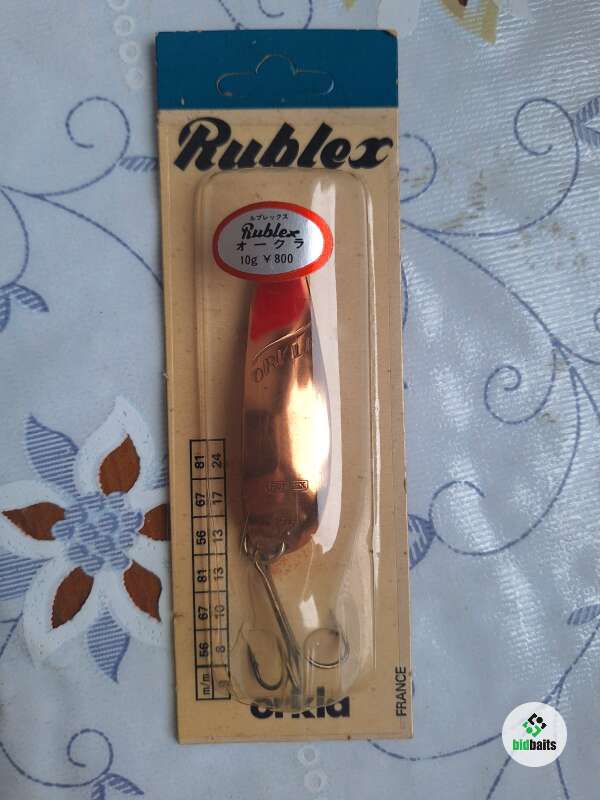 Rublex
ルブレックス
Rublex
オークラ
10g ¥800
ORKLA
m/m 56 67 81 56 67 81
g 8 10 13 13 17 24
orkla
FRANCE
bidbaits